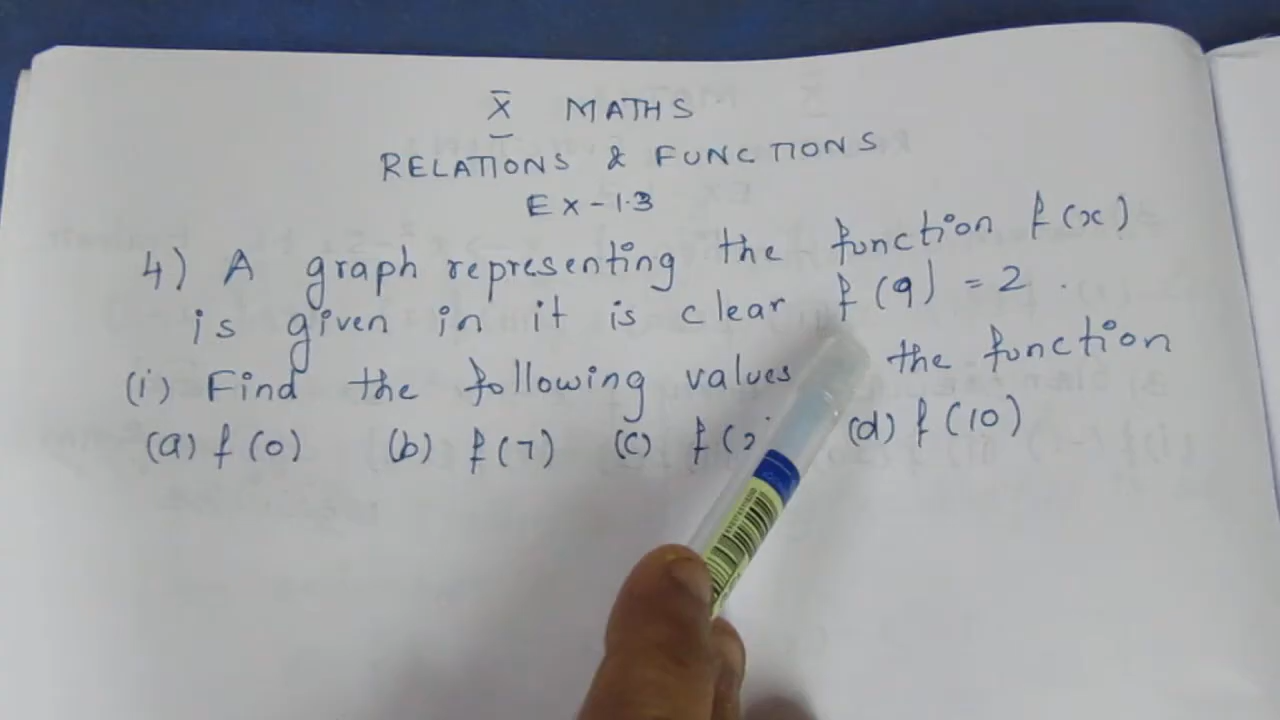 X MATHS
RELATIONS & FUNCTIONS
EX-1.3
4) A graph representing the function f(x)
is given in it is clear f(9) = 2.
(i) Find the following values the function
(a) f(0) (b) f(7) (c) f(2 (d) f(10)